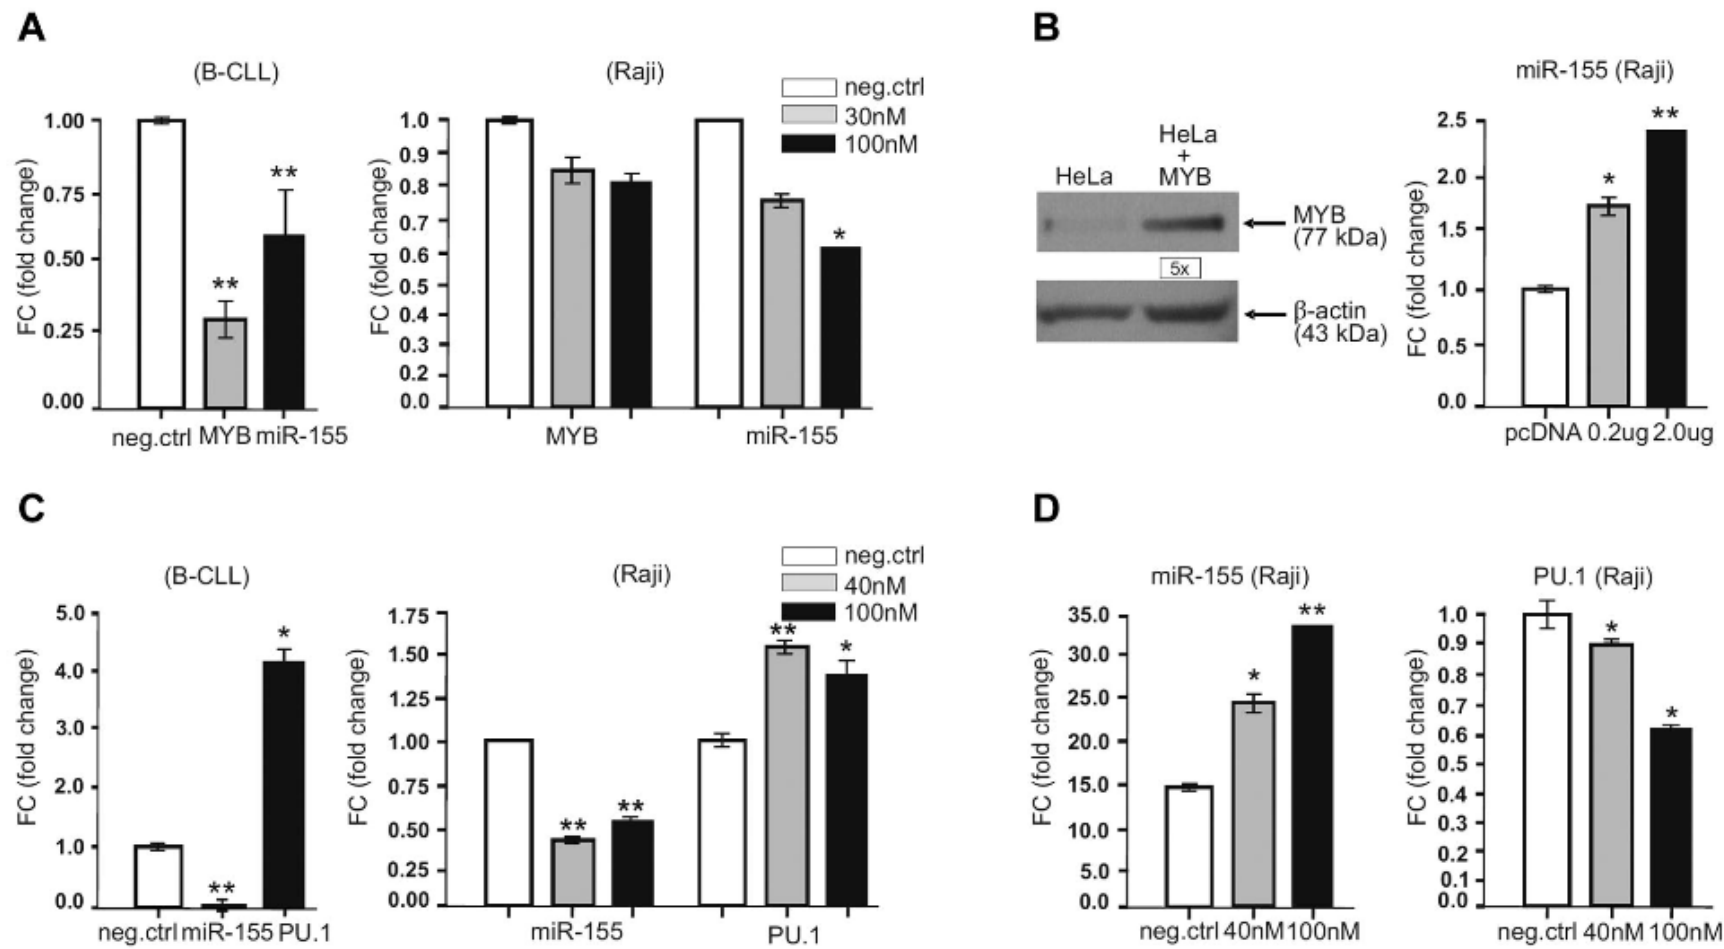 A
(B-CLL)
FC (fold change)
1.00
0.75
0.50
0.25
0.00
**
**
neg.ctrl MYB miR-155
(Raji)
neg.ctrl
30nM
100nM
FC (fold change)
1.0
0.9
0.8
0.7
0.6
0.5
0.4
0.3
0.2
0.0
*
MYB miR-155
B
HeLa
HeLa
+
MYB
MYB
(77 kDa)
5x
β-actin
(43 kDa)
miR-155 (Raji)
FC (fold change)
2.5
2.0
1.5
1.0
0.5
0.0
*
**
pcDNA 0.2ug 2.0ug
C
(B-CLL)
FC (fold change)
5.0
4.0
3.0
2.0
1.0
0.0
**
*
neg.ctrl miR-155 PU.1
(Raji)
neg.ctrl
40nM
100nM
FC (fold change)
1.75
1.50
1.25
1.00
0.75
0.50
0.25
0.00
**
**
**
*
miR-155 PU.1
D
miR-155 (Raji)
FC (fold change)
35.0
30.0
25.0
20.0
15.0
10.0
5.0
0.0
*
**
neg.ctrl 40nM 100nM
PU.1 (Raji)
FC (fold change)
1.0
0.9
0.8
0.7
0.6
0.5
0.4
0.3
0.2
0.1
0.0
*
*
neg.ctrl 40nM 100nM